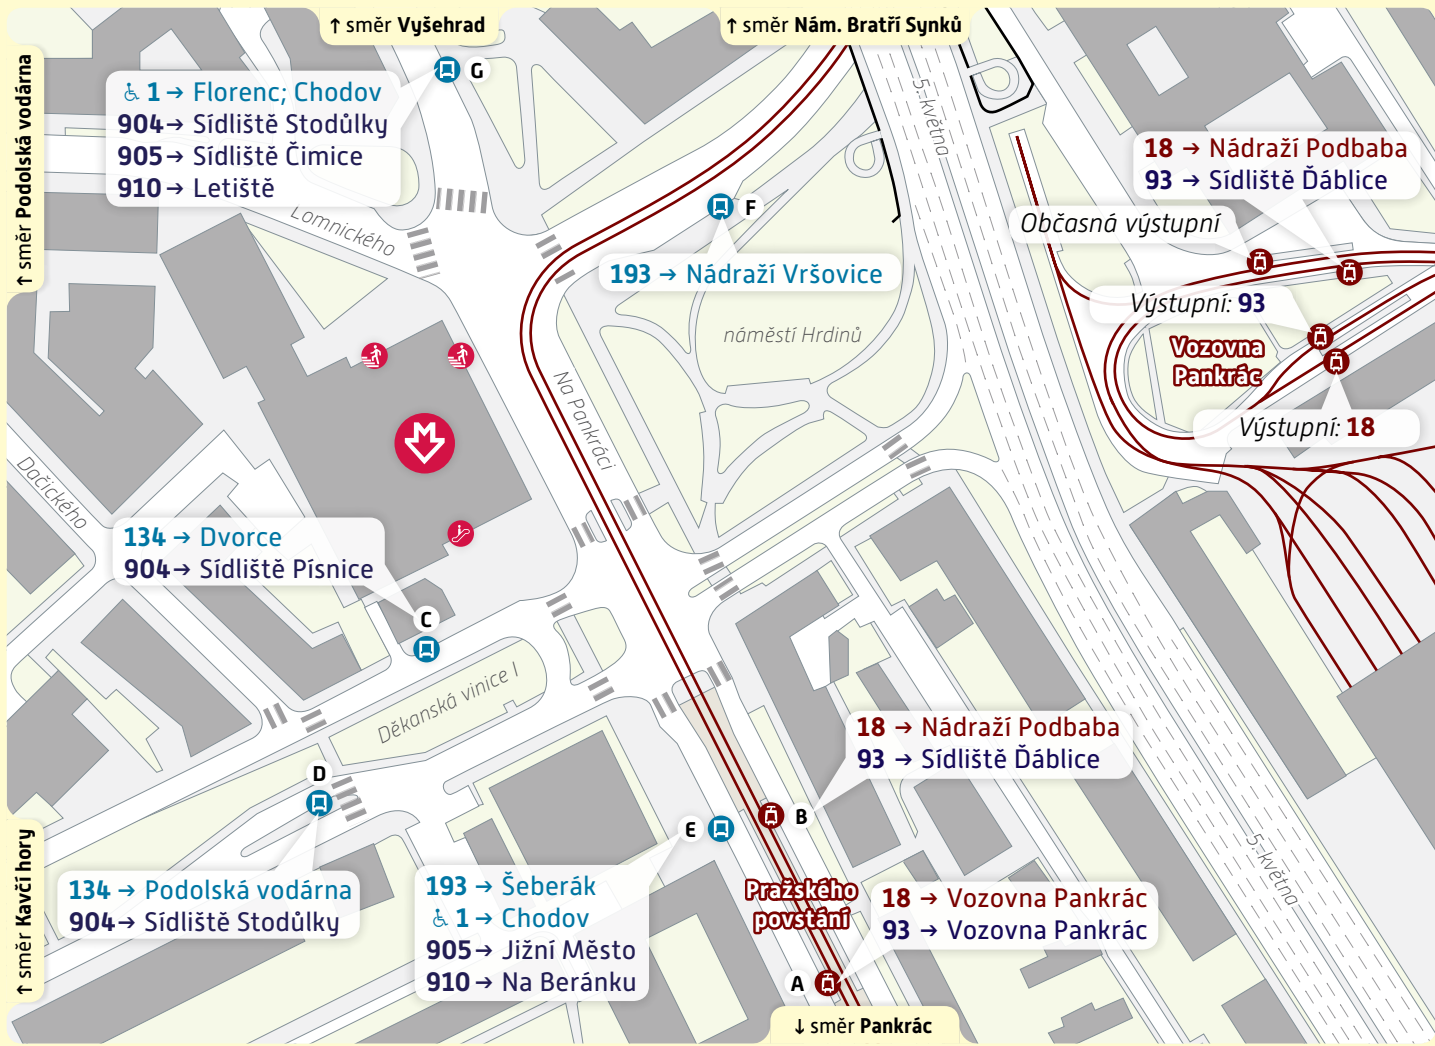 ↑ směr Vyšehrad
↑ směr Nám. Bratří Synků
↑ směr Podolská vodárna
G
♿ 1 → Florenc; Chodov
904 → Sídliště Stodůlky
905 → Sídliště Čimice
910 → Letiště
5. května
18 → Nádraží Podbaba
93 → Sídliště Ďáblice
Lomnického
F
193 → Nádraží Vršovice
Občasná výstupní
Výstupní: 93
náměstí Hrdinů
Vozovna
Pankrác
Výstupní: 18
Na Pankráci
M
Dačického
134 → Dvorce
904 → Sídliště Písnice
C
Děkanská vinice I
D
18 → Nádraží Podbaba
93 → Sídliště Ďáblice
B
E
134 → Podolská vodárna
904 → Sídliště Stodůlky
193 → Šeberák
♿ 1 → Chodov
905 → Jižní Město
910 → Na Beránku
Pražského
povstání
18 → Vozovna Pankrác
93 → Vozovna Pankrác
A
5. května
↑ směr Kavčí hory
↓ směr Pankrác